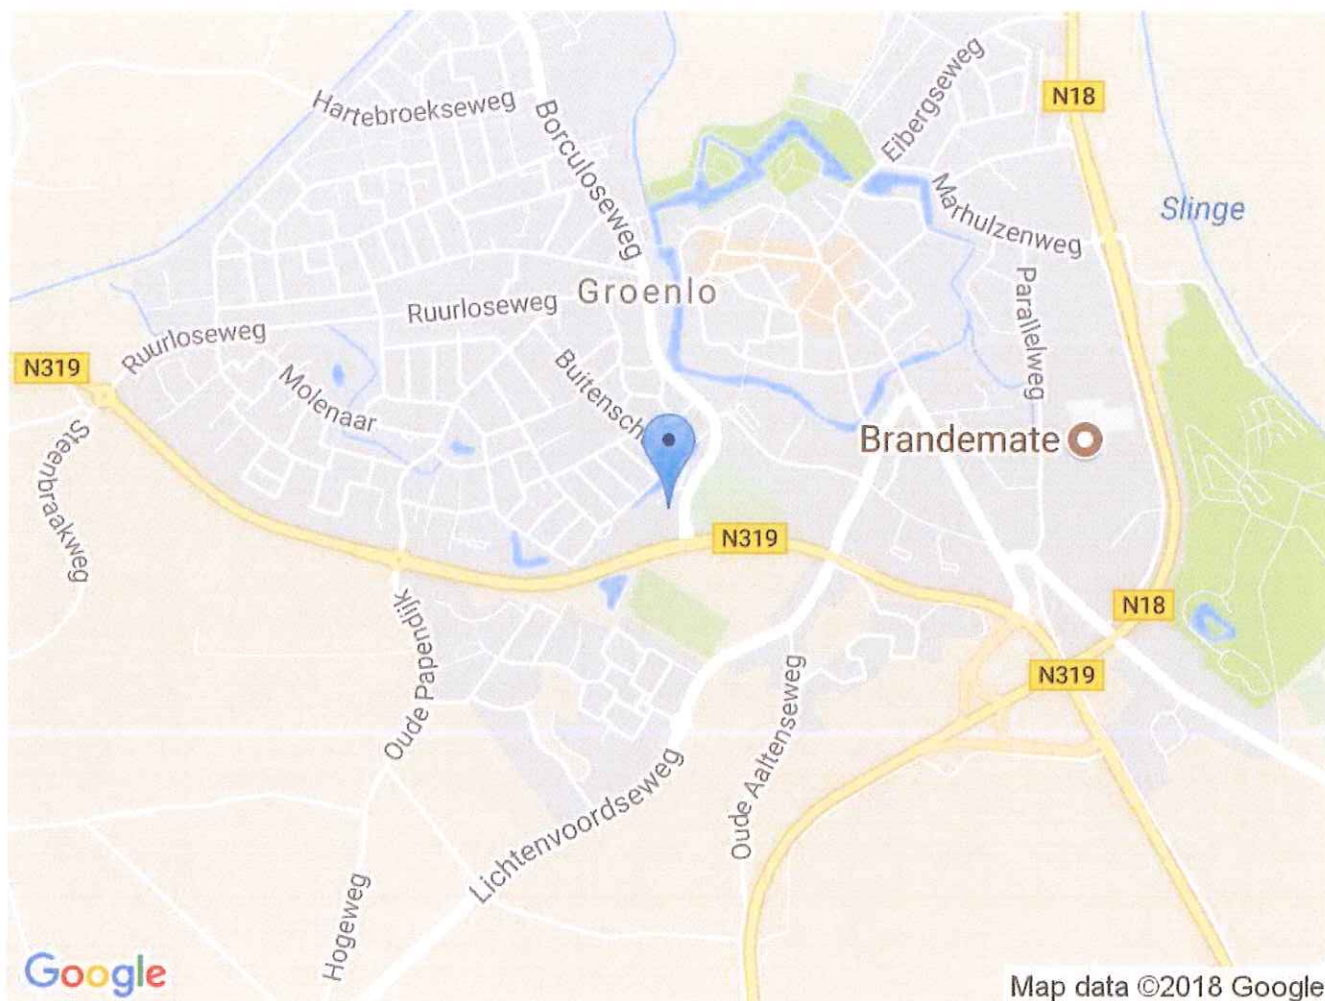 N18
Eibergseweg
Hartebroekseweg
Borculoseweg
Marhulzenweg
Slinge
Groenlo
Ruurloseweg
Ruurloseweg
Parallelweg
N319
Molenaar
Buitensch
Steenbraakweg
Brandemate
N319
N18
Oude Papendijk
N319
Oude Aaltenseweg
Lichtenvoordseweg
Hogeweg
Google
Map data ©2018 Google